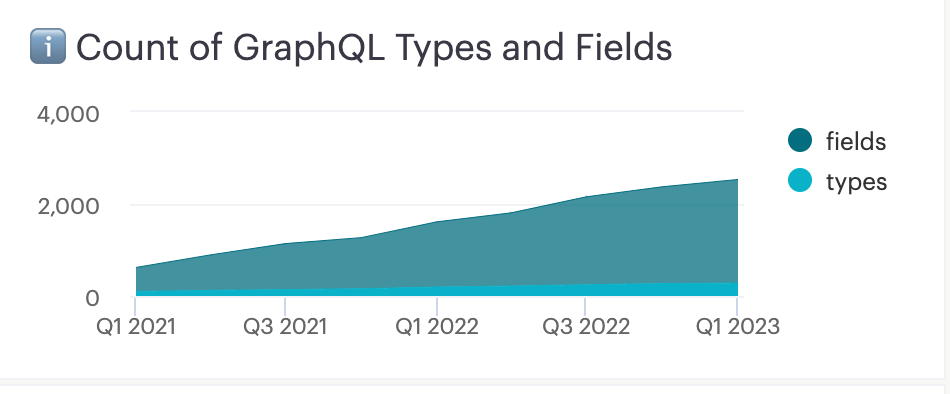 ℹ️ Count of GraphQL Types and Fields
4,000
2,000
0
Q1 2021 Q3 2021 Q1 2022 Q3 2022 Q1 2023
fields
types